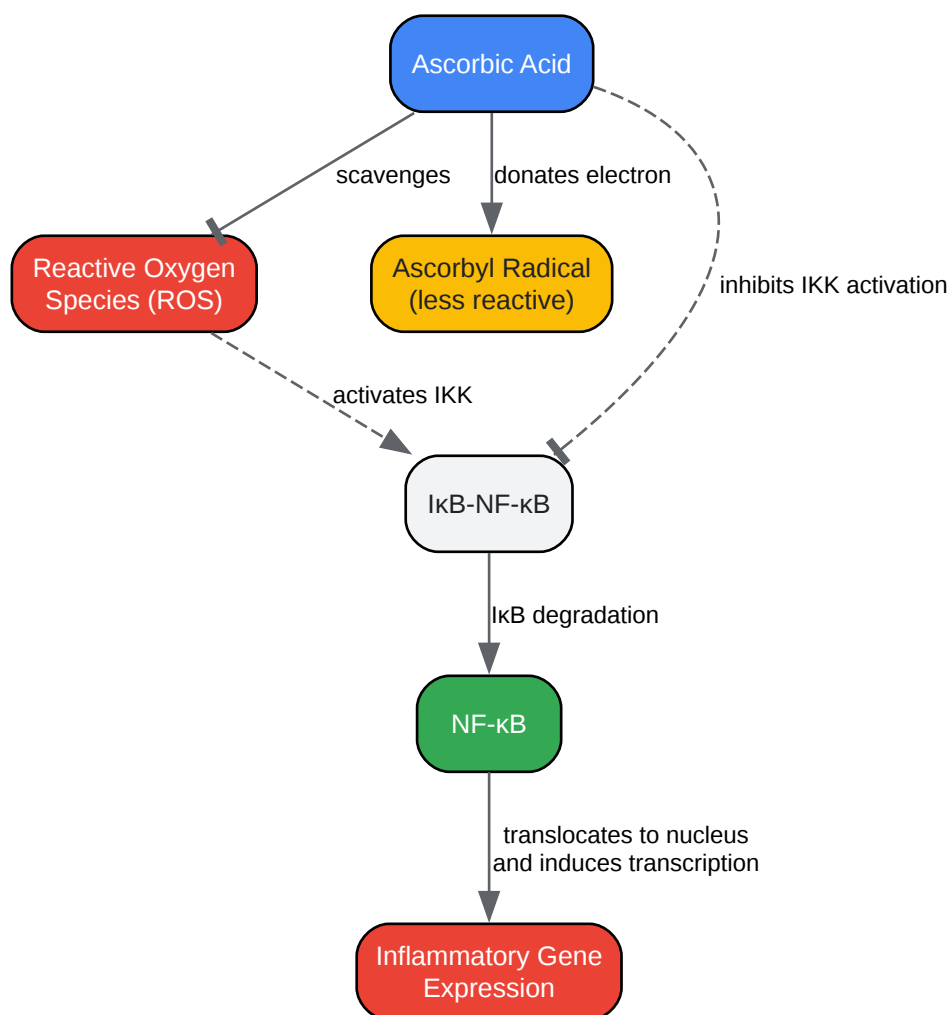 Ascorbic Acid
scavenges
donates electron
Reactive Oxygen
Species (ROS)
Ascorbyl Radical
(less reactive)
inhibits IKK activation
activates IKK
IκB-NF-κB
IκB degradation
NF-κB
translocates to nucleus
and induces transcription
Inflammatory Gene
Expression